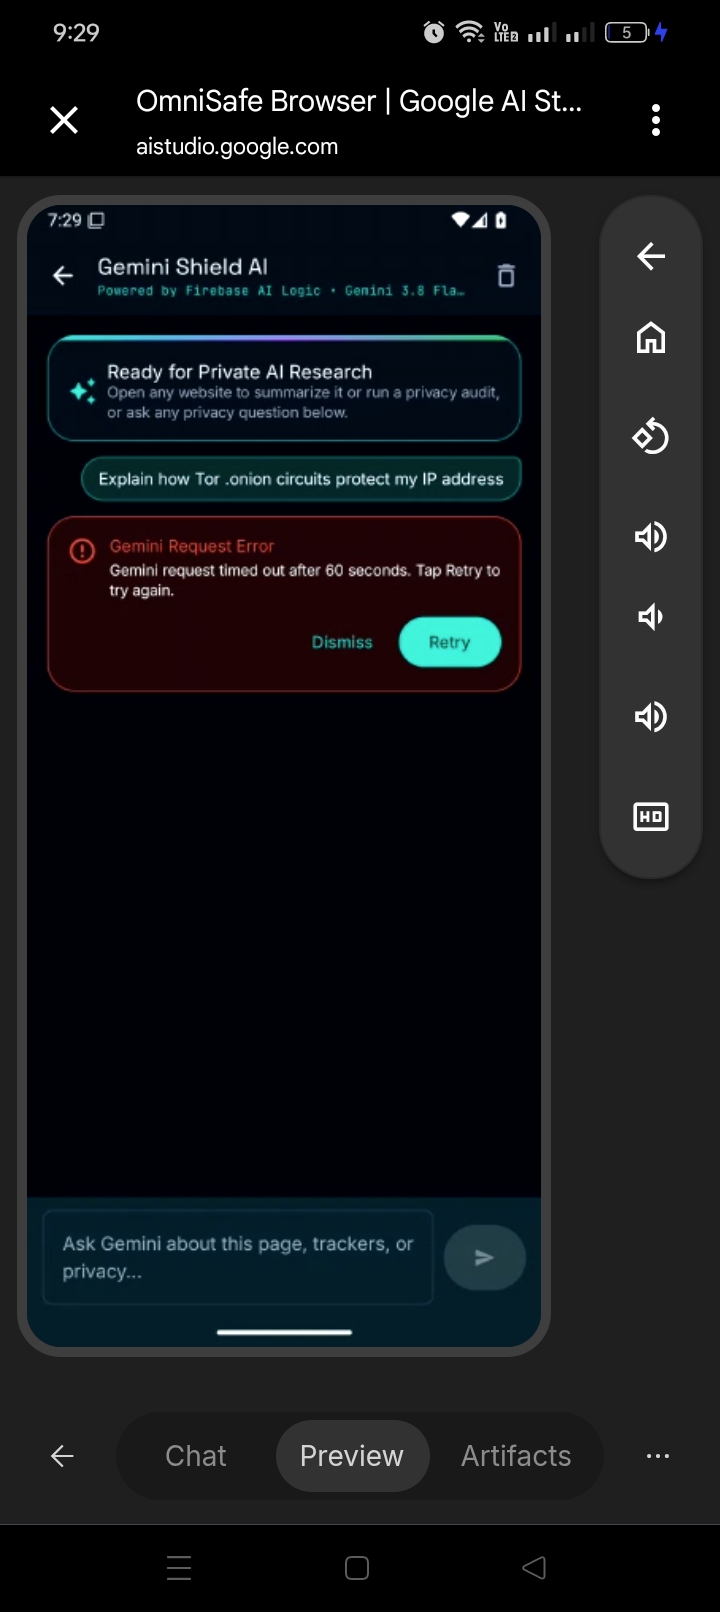 9:29
Vo
LTE2
5
OmniSafe Browser | Google AI St...
aistudio.google.com
7:29
Gemini Shield AI
Powered by Firebase AI Logic • Gemini 3.8 Fla…
Ready for Private AI Research
Open any website to summarize it or run a privacy audit,
or ask any privacy question below.
Explain how Tor .onion circuits protect my IP address
Gemini Request Error
Gemini request timed out after 60 seconds. Tap Retry to
try again.
Dismiss
Retry
HD
Ask Gemini about this page, trackers, or
privacy...
Chat
Preview
Artifacts